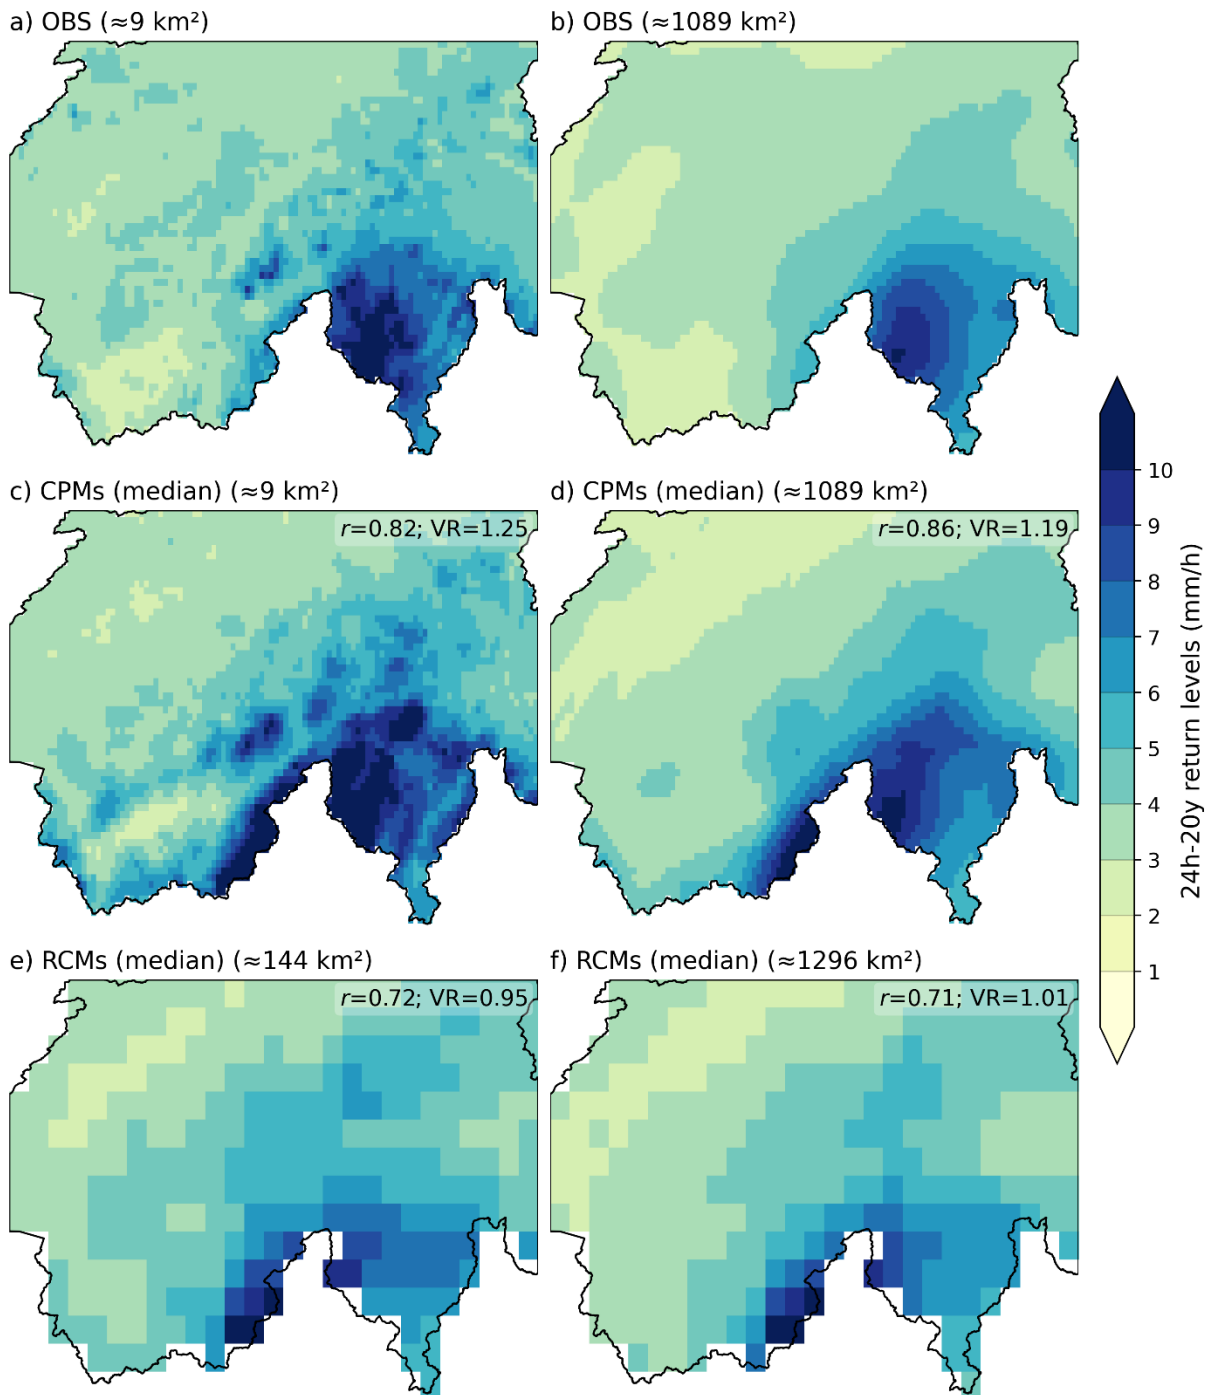 a) OBS (≈9 km²)
b) OBS (≈1089 km²)
c) CPMs (median) (≈9 km²)
r=0.82; VR=1.25
d) CPMs (median) (≈1089 km²)
r=0.86; VR=1.19
e) RCMs (median) (≈144 km²)
r=0.72; VR=0.95
f) RCMs (median) (≈1296 km²)
r=0.71; VR=1.01
10
9
8
7
6
5
4
3
2
1
24h-20y return levels (mm/h)